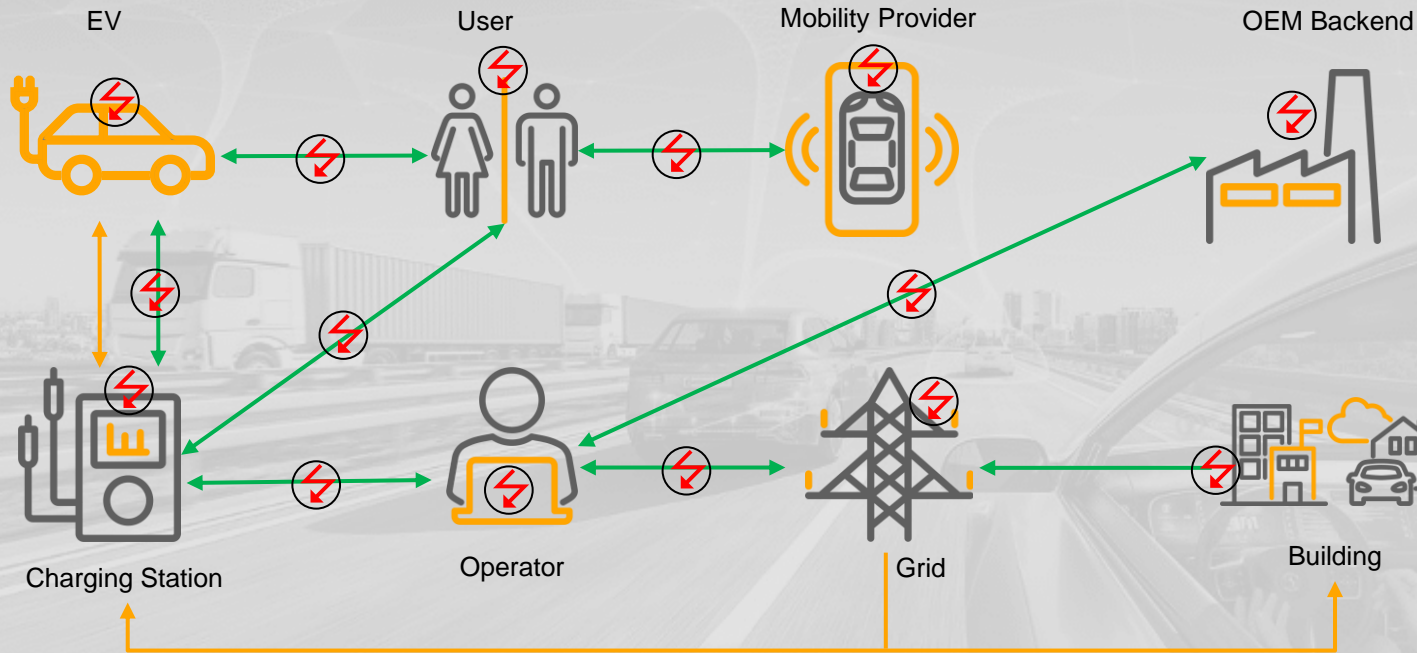 EV
User
Mobility Provider
OEM Backend
Charging Station
Operator
Grid
Building